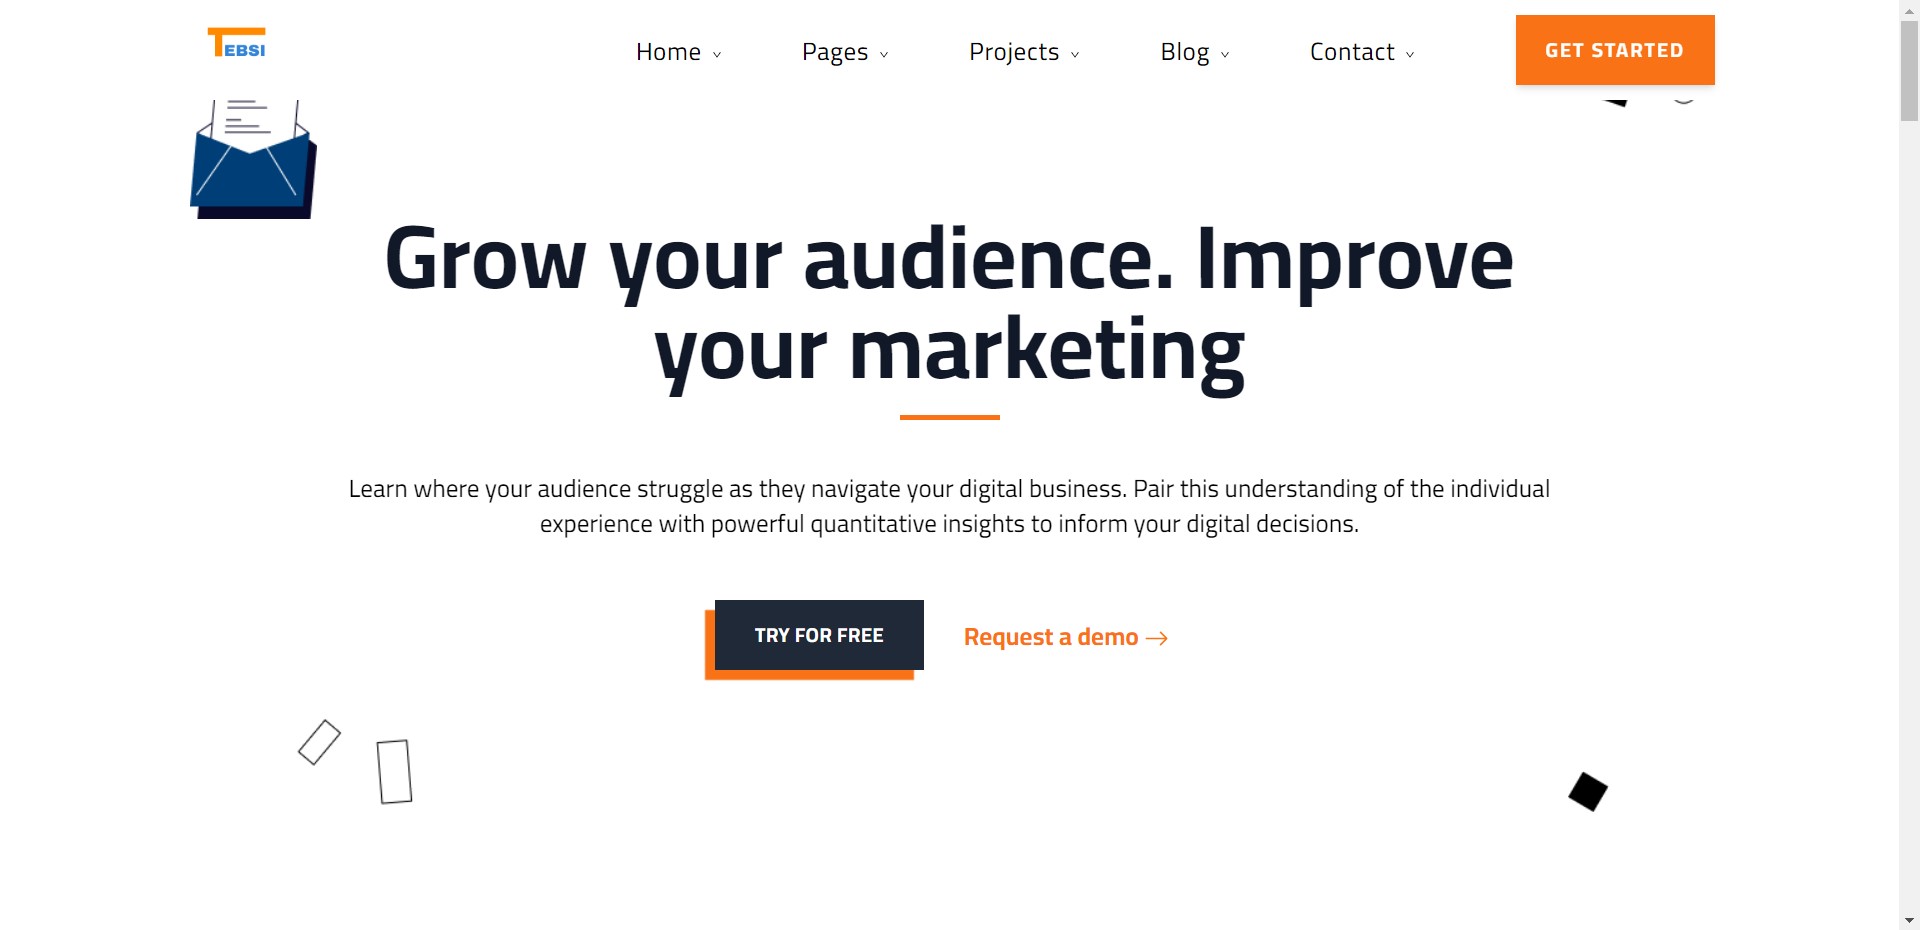 TEBSI
Home Pages Projects Blog Contact GET STARTED
Grow your audience. Improve
your marketing
Learn where your audience struggle as they navigate your digital business. Pair this understanding of the individual
experience with powerful quantitative insights to inform your digital decisions.
TRY FOR FREE Request a demo →